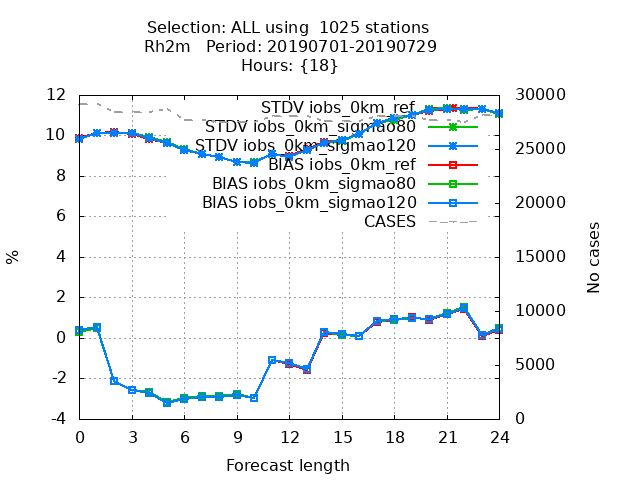 Selection: ALL using  1025 stations
Rh2m   Period: 20190701-20190729
Hours: {18}
12
10
8
6
4
2
0
-2
-4
%
STDV iobs_0km_ref
STDV iobs_0km_sigmao80
STDV iobs_0km_sigmao120
BIAS iobs_0km_ref
BIAS iobs_0km_sigmao80
BIAS iobs_0km_sigmao120
CASES
30000
25000
20000
15000
10000
5000
0
No cases
0 3 6 9 12 15 18 21 24
Forecast length